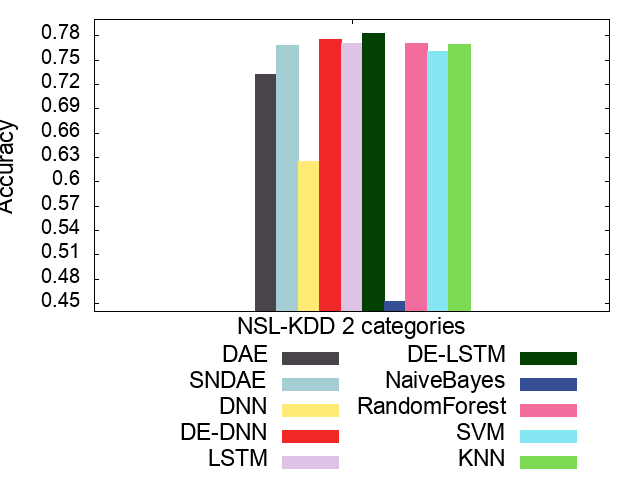 0.78
0.75
0.72
0.69
0.66
0.63
0.6
0.57
0.54
0.51
0.48
0.45
Accuracy
NSL-KDD 2 categories
DAE
SNDAE
DNN
DE-DNN
LSTM
DE-LSTM
NaiveBayes
RandomForest
SVM
KNN